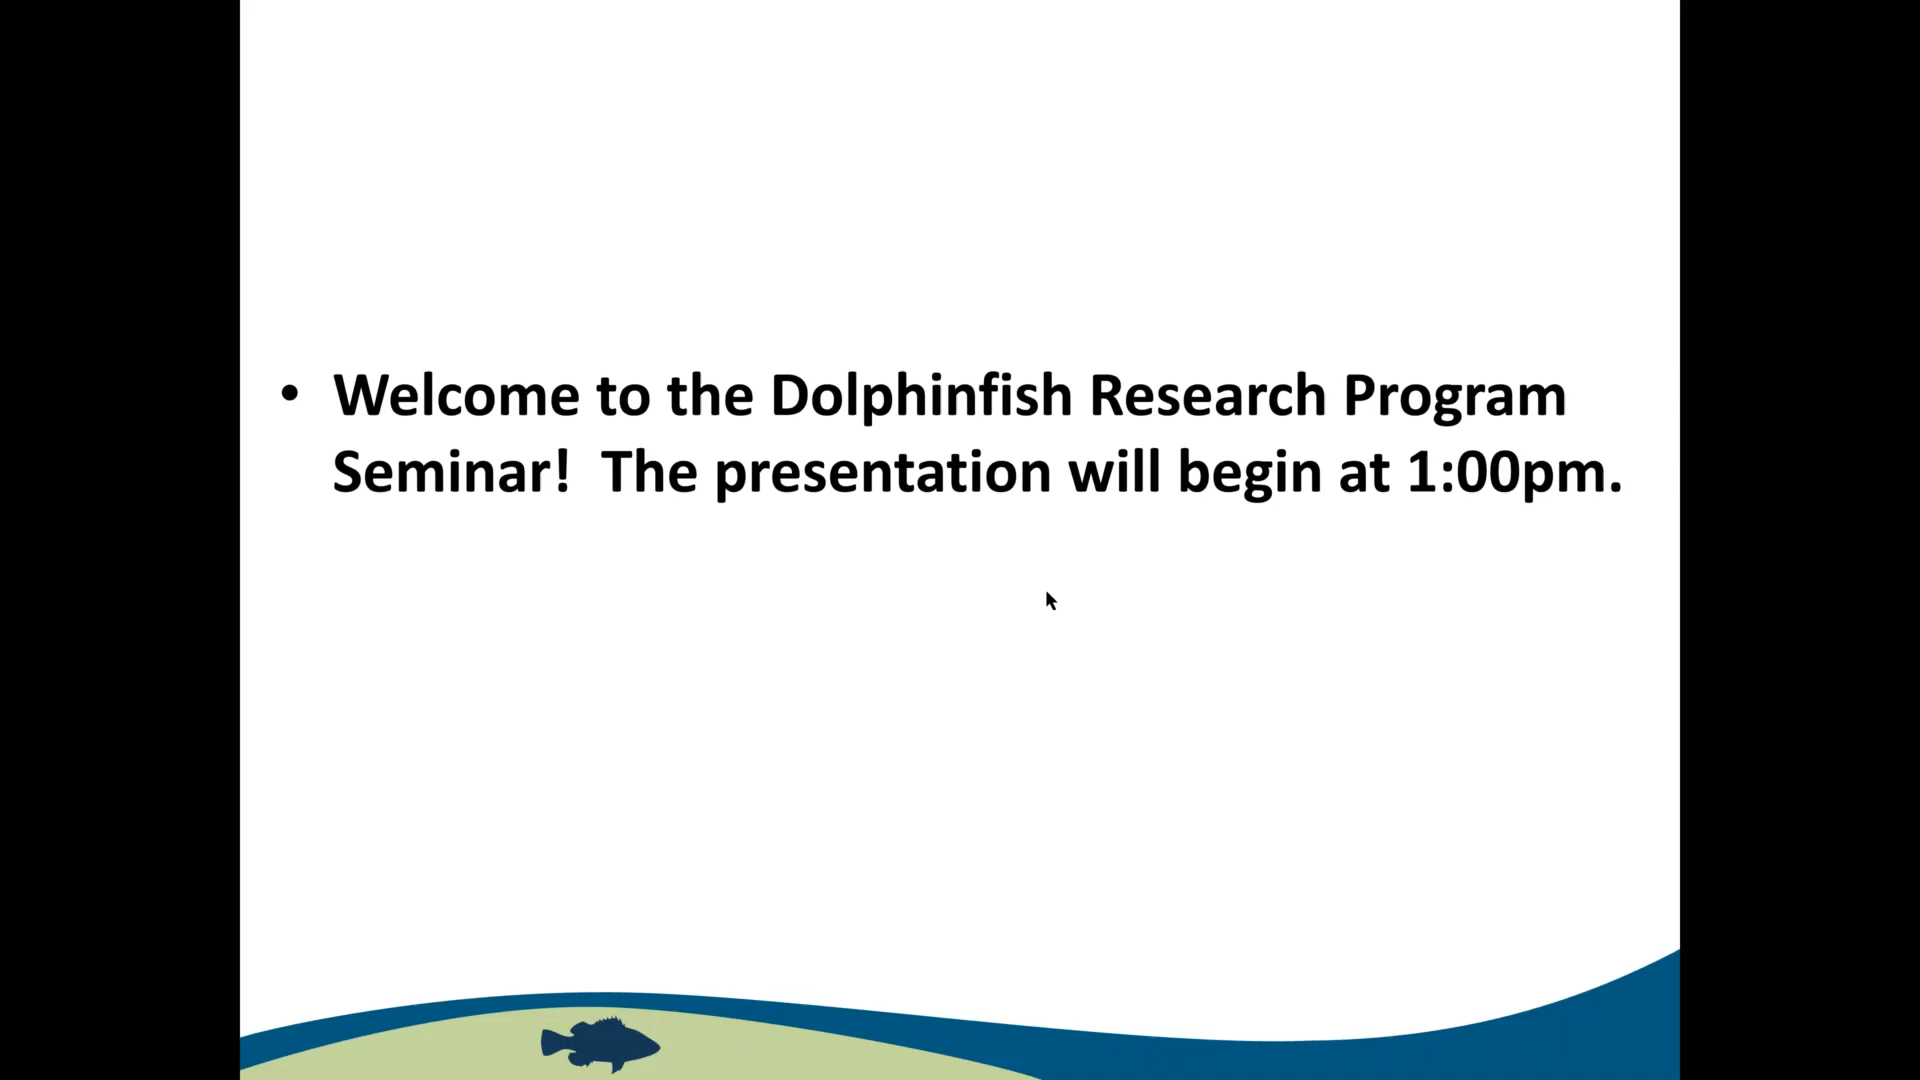 • Welcome to the Dolphinfish Research Program
Seminar!  The presentation will begin at 1:00pm.